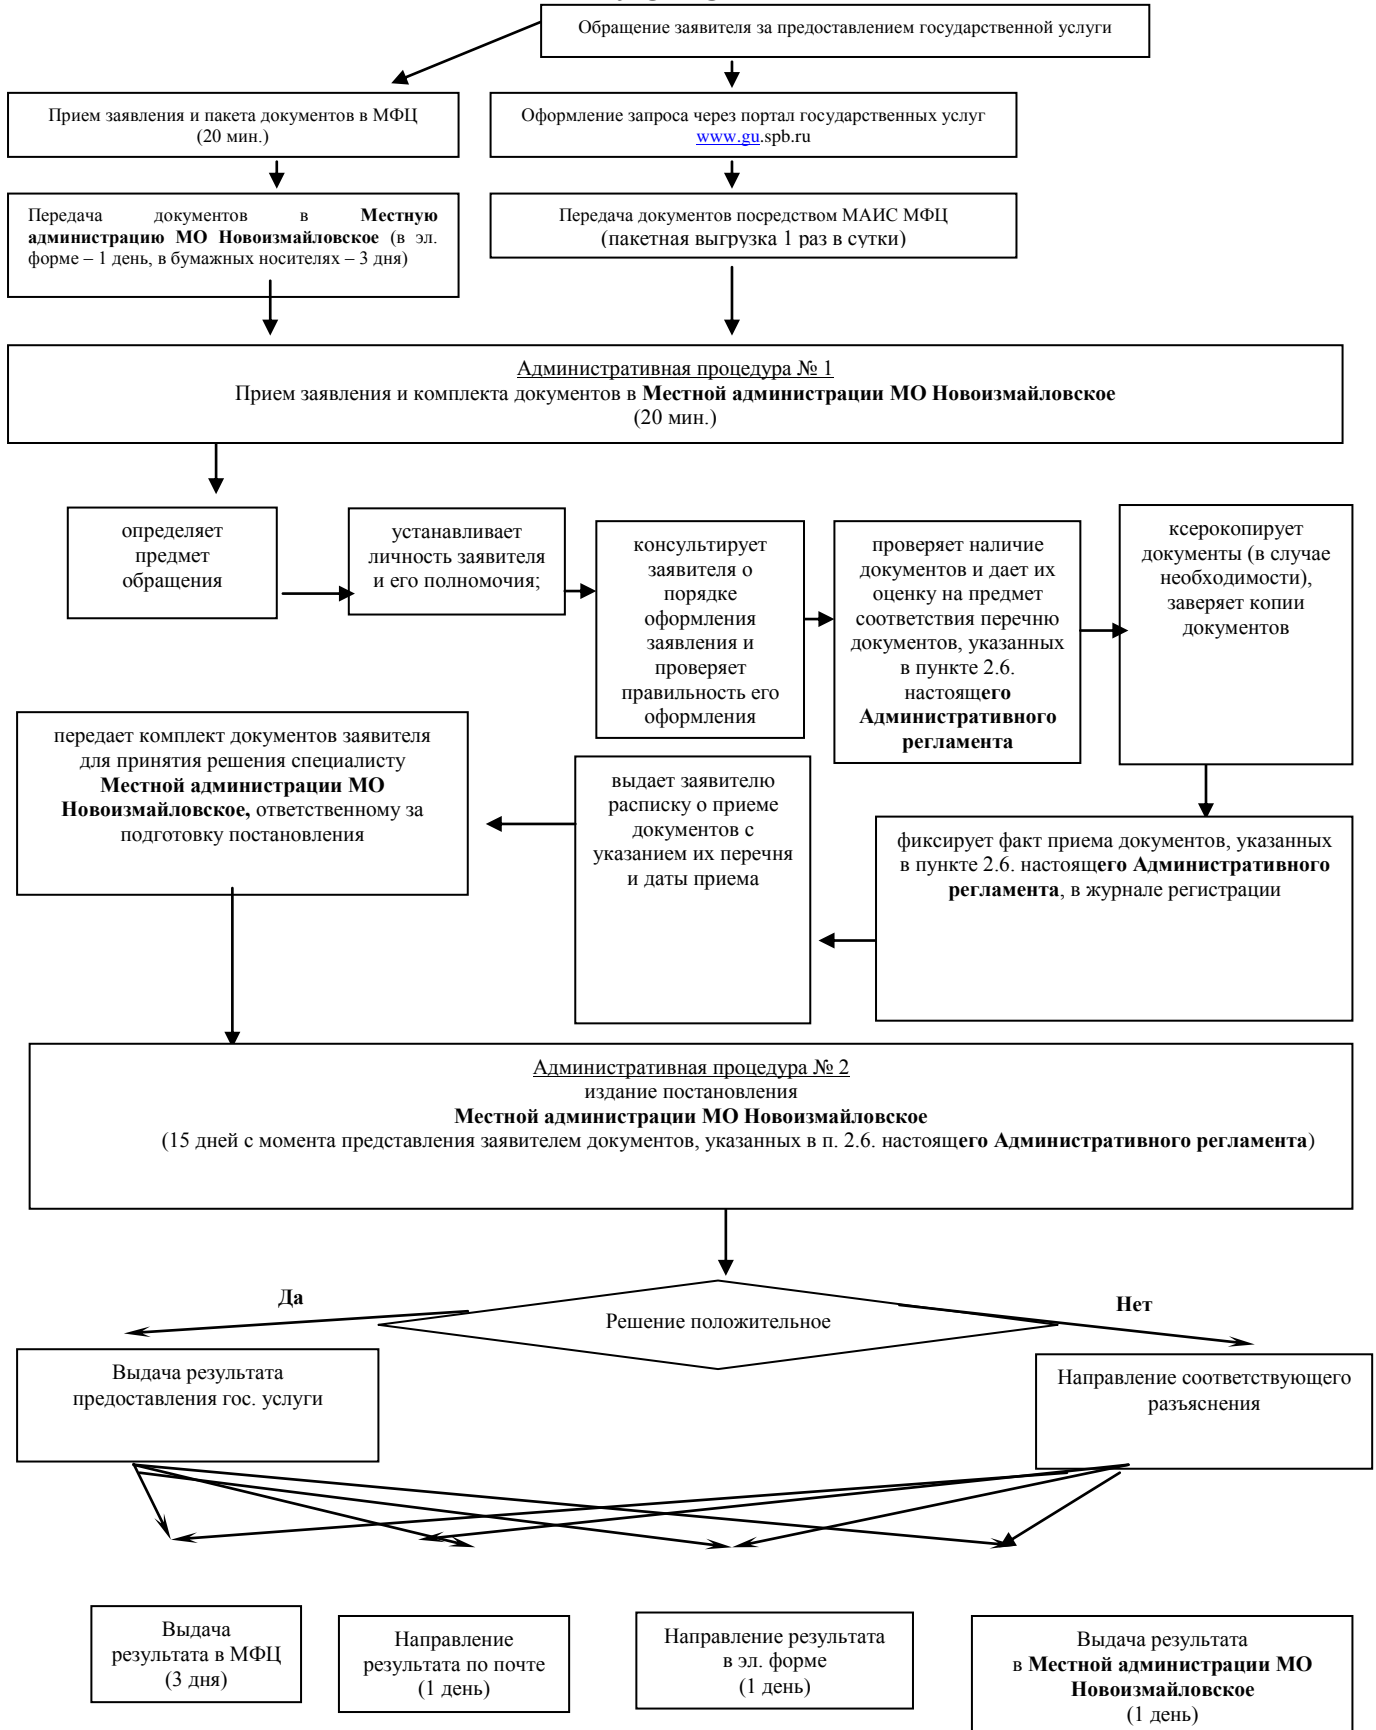 Обращение заявителя за предоставлением государственной услуги
Прием заявления и пакета документов в МФЦ
(20 мин.)
Оформление запроса через портал государственных услуг
www.gu.spb.ru
Передача документов в Местную
администрацию МО Новоизмайловское (в эл.
форме – 1 день, в бумажных носителях – 3 дня)
Передача документов посредством МАИС МФЦ
(пакетная выгрузка 1 раз в сутки)
Административная процедура № 1
Прием заявления и комплекта документов в Местной администрации МО Новоизмайловское
(20 мин.)
определяет
предмет
обращения
устанавливает
личность заявителя
и его полномочия;
консультирует
заявителя о
порядке
оформления
заявления и
проверяет
правильность его
оформления
проверяет наличие
документов и дает их
оценку на предмет
соответствия перечню
документов, указанных
в пункте 2.6.
настоящего
Административного
регламента
ксерокопирует
документы (в случае
необходимости),
заверяет копии
документов
передает комплект документов заявителя
для принятия решения специалисту
Местной администрации МО
Новоизмайловское, ответственному за
подготовку постановления
выдает заявителю
расписку о приеме
документов с
указанием их перечня
и даты приема
фиксирует факт приема документов, указанных
в пункте 2.6. настоящего Административного
регламента, в журнале регистрации
Административная процедура № 2
издание постановления
Местной администрации МО Новоизмайловское
(15 дней с момента представления заявителем документов, указанных в п. 2.6. настоящего Административного регламента)
Да
Решение положительное
Нет
Выдача результата
предоставления гос. услуги
Направление соответствующего
разъяснения
Выдача
результата в МФЦ
(3 дня)
Направление
результата по почте
(1 день)
Направление результата
в эл. форме
(1 день)
Выдача результата
в Местной администрации МО
Новоизмайловское
(1 день)